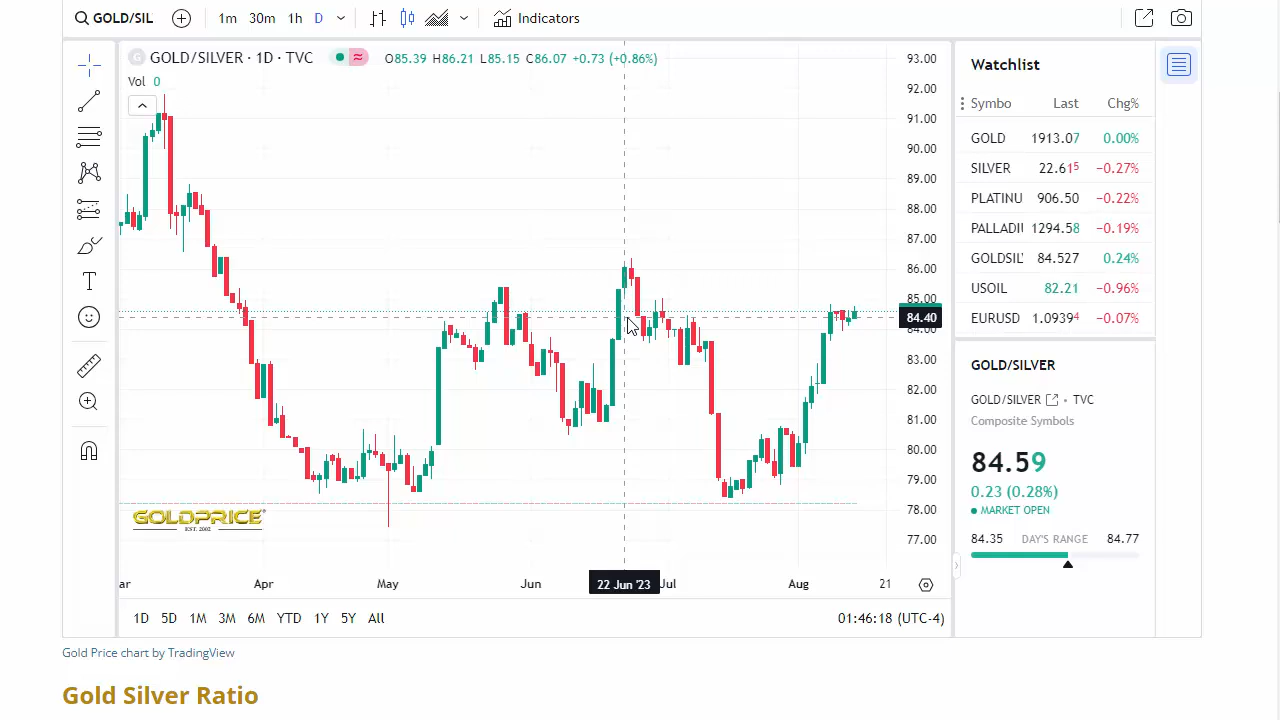 GOLD/SIL 1m 30m 1h D Indicators
G GOLD/SILVER · 1D · TVC ≈ O85.39 H86.21 L85.15 C86.07 +0.73 (+0.86%)
Vol 0
93.00
92.00
91.00
90.00
89.00
88.00
87.00
86.00
85.00
84.40
84.00
83.00
82.00
81.00
80.00
79.00
78.00
77.00
GOLDPRICE®
EST. 2002
ar Apr May Jun 22 Jun '23 Jul Aug 21
1D 5D 1M 3M 6M YTD 1Y 5Y All 01:46:18 (UTC-4)
Watchlist
Symbo Last Chg%
GOLD 1913.07 0.00%
SILVER 22.615 −0.27%
PLATINU 906.50 −0.22%
PALLADII 1294.58 −0.19%
GOLDSIL 84.527 0.24%
USOIL 82.21 −0.96%
EURUSD 1.09394 −0.07%
GOLD/SILVER
GOLD/SILVER • TVC
Composite Symbols
84.59
0.23 (0.28%)
MARKET OPEN
84.35 DAY'S RANGE 84.77
Gold Price chart by TradingView
Gold Silver Ratio
T